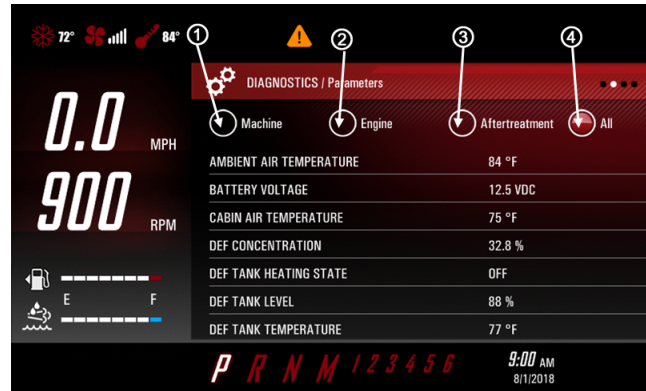 72° 84° 1 2 3 4
DIAGNOSTICS / Parameters
Machine Engine Aftertreatment All
0.0 MPH
900 RPM
AMBIENT AIR TEMPERATURE 84 °F
BATTERY VOLTAGE 12.5 VDC
CABIN AIR TEMPERATURE 75 °F
DEF CONCENTRATION 32.8 %
DEF TANK HEATING STATE OFF
DEF TANK LEVEL 88 %
DEF TANK TEMPERATURE 77 °F
E F
P R N M 1 2 3 4 5 6
9:00 AM
8/1/2018